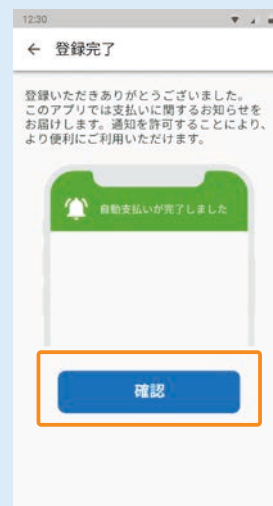 12:30
← 登録完了
登録いただきありがとうございました。
このアプリでは支払いに関するお知らせを
お届けします。通知を許可することにより、
より便利にご利用いただけます。
自動支払いが完了しました
確認